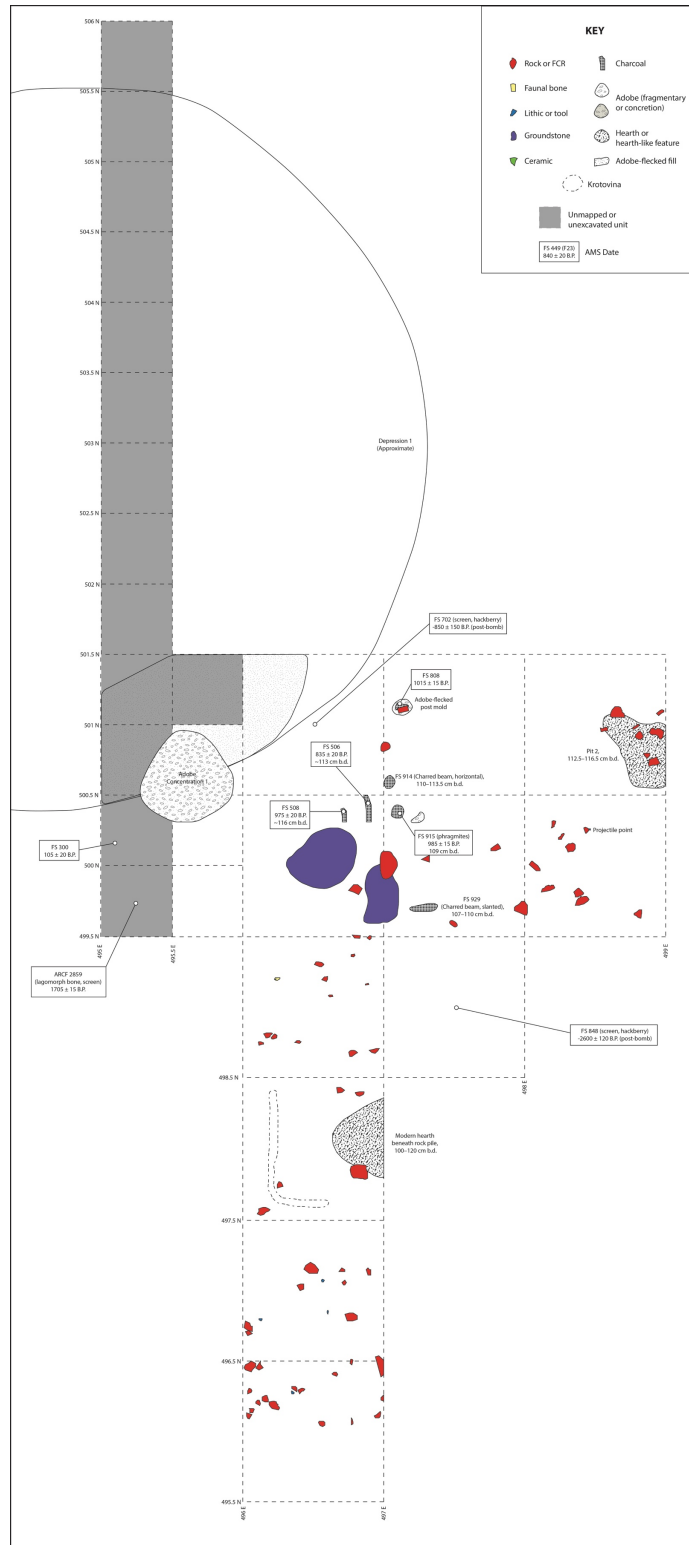 506 N
KEY
Rock or FCR
Charcoal
Faunal bone
Adobe (fragmentary
or concretion)
Lithic or tool
Groundstone
Hearth or
hearth-like feature
Ceramic
Adobe-flecked fill
Krotovina
Unmapped or
unexcavated unit
FS 449 (F23)
840 ± 20 B.P.
AMS Date
505.5 N
505 N
504.5 N
504 N
503.5 N
503 N
Depression 1
(Approximate)
502.5 N
502 N
FS 702 (screen, hackberry)
-850 ± 150 B.P. (post-bomb)
501.5 N
FS 808
1015 ± 15 B.P.
Adobe-flecked
post mold
501 N
FS 506
835 ± 20 B.P.
~113 cm b.d.
Pit 2,
112.5–116.5 cm b.d.
Adobe
Concentration 1
FS 914 (Charred beam, horizontal),
110–113.5 cm b.d.
500.5 N
FS 508
975 ± 20 B.P.
~116 cm b.d.
Projectile point
FS 915 (phragmites)
985 ± 15 B.P.
109 cm b.d.
FS 300
105 ± 20 B.P.
500 N
FS 929
(Charred beam, slanted),
107–110 cm b.d.
499.5 N
495 E
495.5 E
499 E
ARCF 2859
(lagomorph bone, screen)
1705 ± 15 B.P.
FS 848 (screen, hackberry)
-2600 ± 120 B.P. (post-bomb)
498.5 N
498 E
Modern hearth
beneath rock pile,
100–120 cm b.d.
497.5 N
496.5 N
495.5 N
496 E
497 E